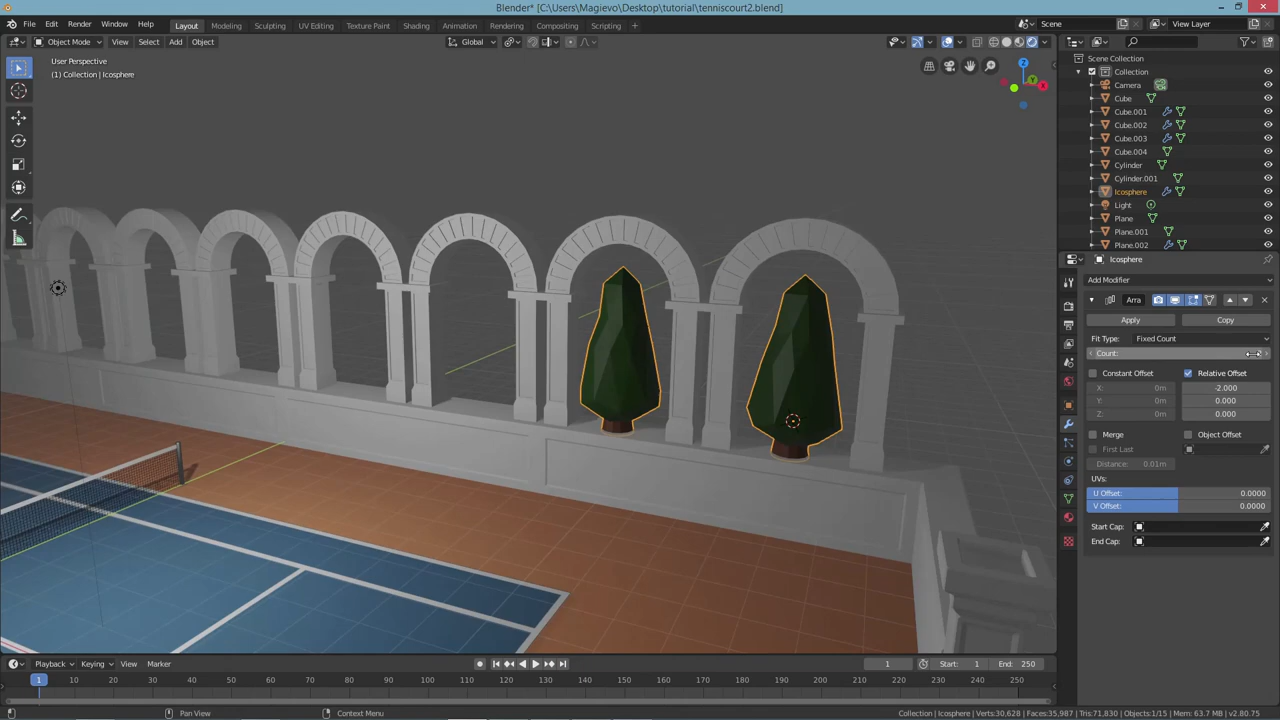 Blender* [C:\Users\Magievo\Desktop\tutorial\tenniscourt2.blend]
File Edit Render Window Help Layout Modeling Sculpting UV Editing Texture Paint Shading Animation Rendering Compositing Scripting + Scene View Layer
Object Mode View Select Add Object Global
User Perspective
(1) Collection | Icosphere
Z
Y
X
Scene Collection
Collection
Camera
Cube
Cube.001
Cube.002
Cube.003
Cube.004
Cylinder
Cylinder.001
Icosphere
Light
Plane
Plane.001
Plane.002
Icosphere
Add Modifier
Arra
Apply Copy
Fit Type: Fixed Count
Count:
Constant Offset Relative Offset
X: 0m -2.000
Y: 0m 0.000
Z: 0m 0.000
Merge Object Offset
First Last
Distance: 0.01m
UVs:
U Offset: 0.0000
V Offset: 0.0000
Start Cap:
End Cap:
Playback Keying View Marker 1 Start: 1 End: 250
1 10 20 30 40 50 60 70 80 90 100 110 120 130 140 150 160 170 180 190 200 210 220 230 240 250
Pan View Context Menu Collection | Icosphere | Verts:30,628 | Faces:35,987 | Tris:71,830 | Objects:1/15 | Mem: 63.7 MB | v2.80.75